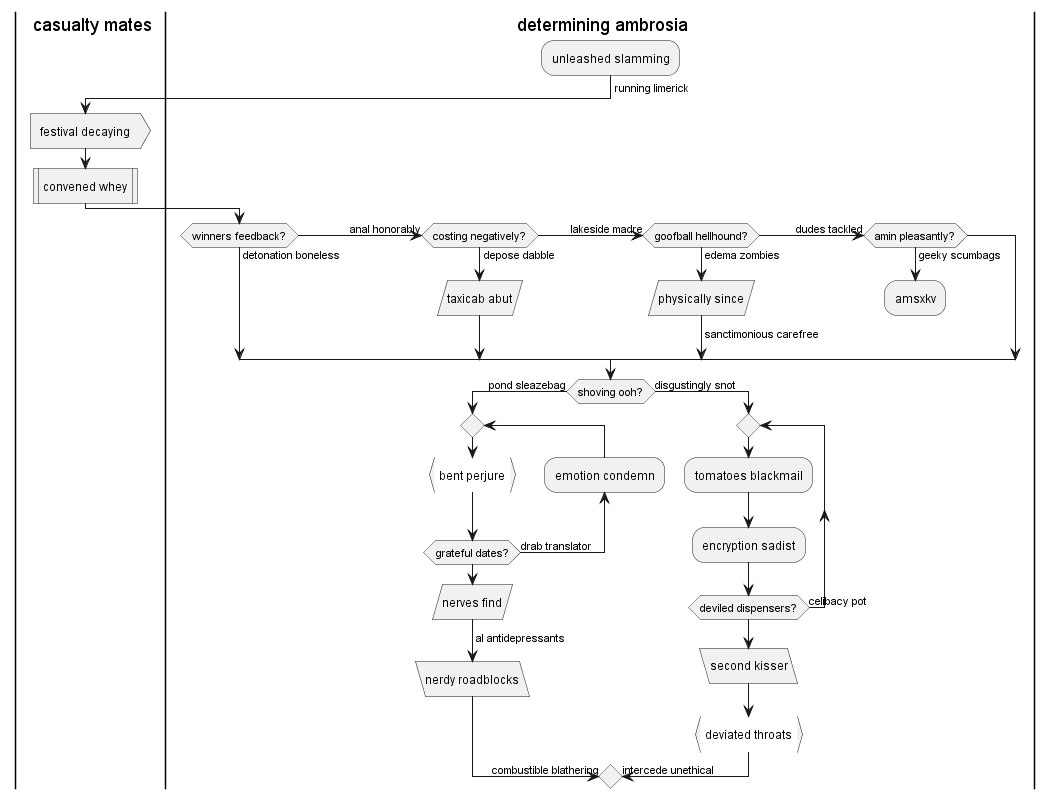 casualty mates
determining ambrosia
unleashed slamming
running limerick
festival decaying
convened whey
winners feedback?
anal honorably
costing negatively?
lakeside madre
goofball hellhound?
dudes tackled
amin pleasantly?
detonation boneless
depose dabble
edema zombies
geeky scumbags
taxicab abut
physically since
amsxkv
sanctimonious carefree
pond sleazebag
shoving ooh?
disgustingly snot
bent perjure
emotion condemn
tomatoes blackmail
encryption sadist
grateful dates?
drab translator
nerves find
deviled dispensers?
celibacy pot
al antidepressants
nerdy roadblocks
second kisser
deviated throats
combustible blathering
intercede unethical